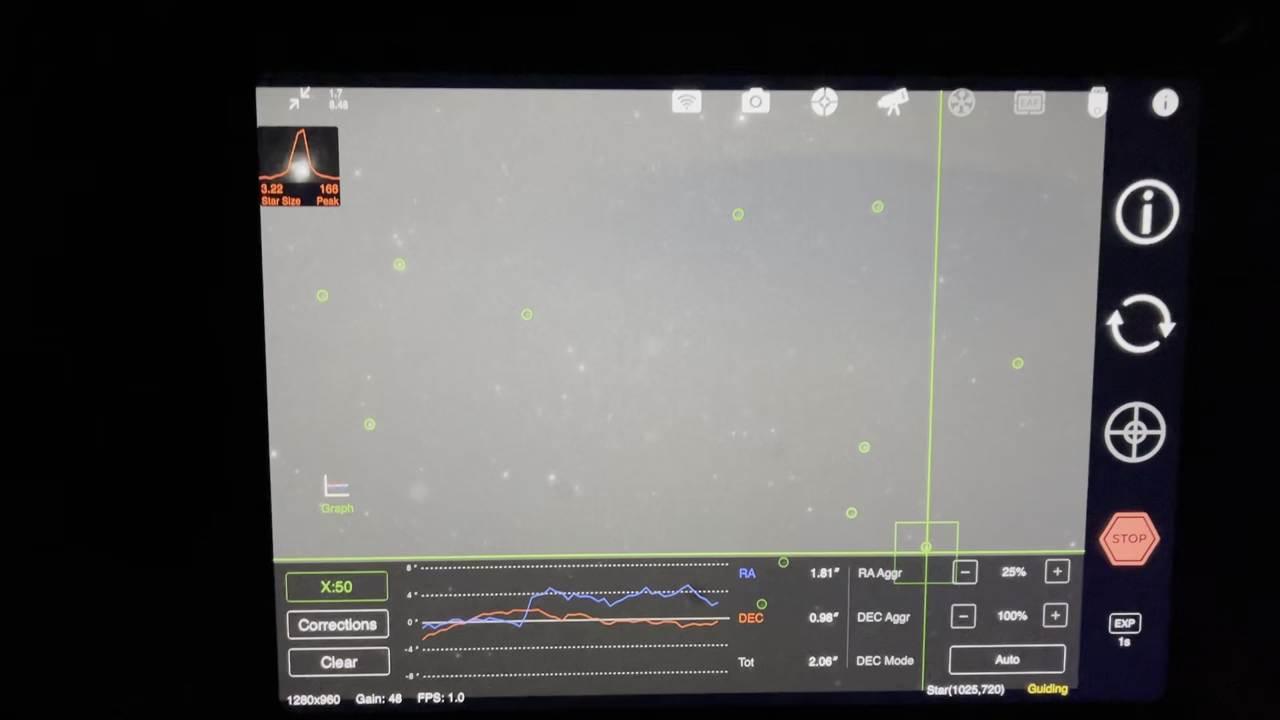 1.7
8.48
EAF
3.22 166
Star Size Peak
Graph
STOP
EXP
1s
X:50
Corrections
Clear
8"
4"
0"
-4"
-8"
RA 1.81"
DEC 0.98"
Tot 2.06"
RA Aggr - 25% +
DEC Aggr - 100% +
DEC Mode Auto
1280x960 Gain: 48 FPS: 1.0
Star(1025,720) Guiding